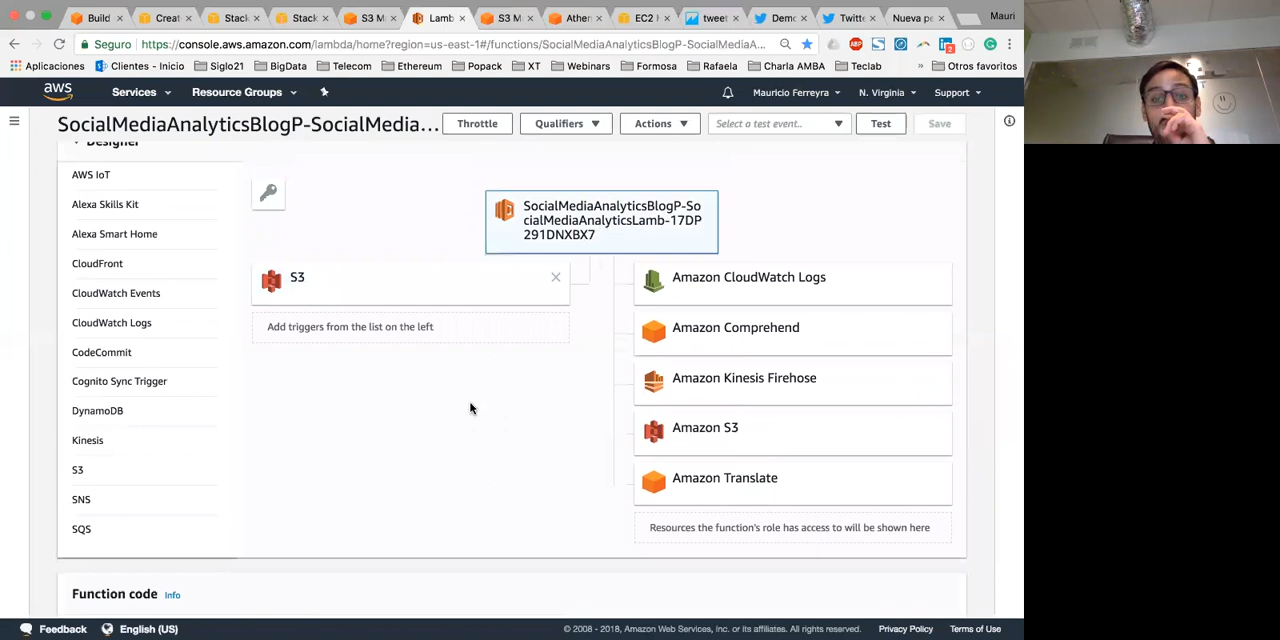 Build
Creat
Stack
Stack
S3 M
Lamb
S3 M
Ather
EC2
tweet
Demo
Twitte
Nueva pe
Mauri
Seguro
https://console.aws.amazon.com/lambda/home?region=us-east-1#/functions/SocialMediaAnalyticsBlogP-SocialMediaA...
Aplicaciones
Clientes - Inicio
Siglo21
BigData
Telecom
Ethereum
Popack
XT
Webinars
Formosa
Rafaela
Charla AMBA
Teclab
»
Otros favoritos
aws
Services
Resource Groups
Mauricio Ferreyra
N. Virginia
Support
SocialMediaAnalyticsBlogP-SocialMedia...
Throttle
Qualifiers
Actions
Select a test event..
Test
Save
Designer
AWS IoT
Alexa Skills Kit
Alexa Smart Home
CloudFront
CloudWatch Events
CloudWatch Logs
CodeCommit
Cognito Sync Trigger
DynamoDB
Kinesis
S3
SNS
SQS
SocialMediaAnalyticsBlogP-So
cialMediaAnalyticsLamb-17DP
291DNXBX7
S3
Add triggers from the list on the left
Amazon CloudWatch Logs
Amazon Comprehend
Amazon Kinesis Firehose
Amazon S3
Amazon Translate
Resources the function's role has access to will be shown here
Function code
Info
Feedback
English (US)
© 2008 - 2018, Amazon Web Services, Inc. or its affiliates. All rights reserved.
Privacy Policy
Terms of Use